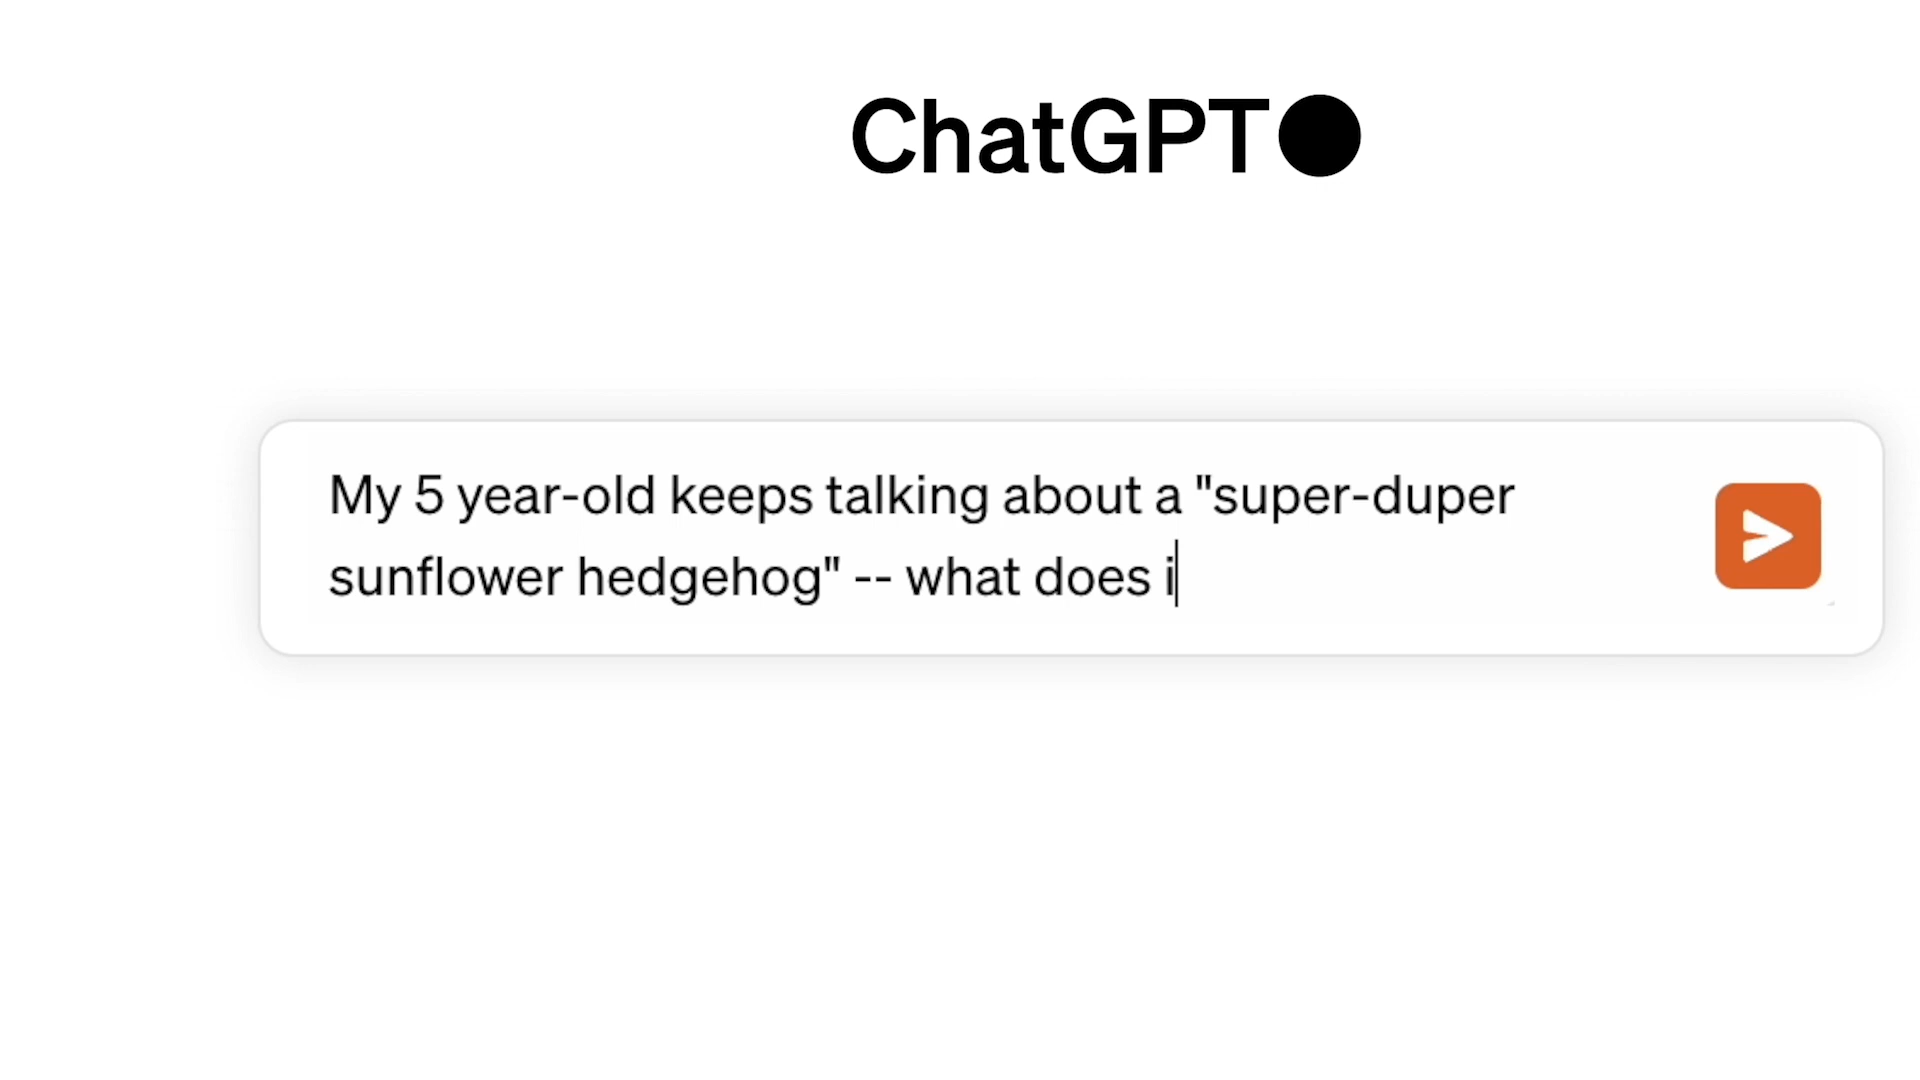 ChatGPT
My 5 year-old keeps talking about a "super-duper
sunflower hedgehog" -- what does i